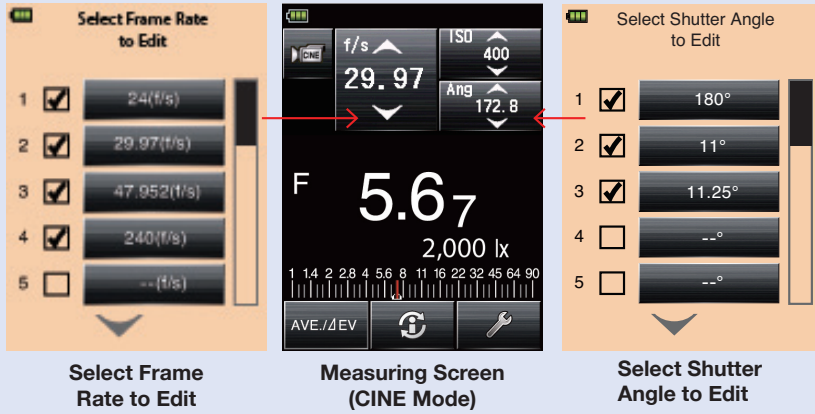 Select Frame Rate
to Edit
1 24(f/s)
2 29.97(f/s)
3 47.952(f/s)
4 240(f/s)
5 --(f/s)
CINE
f/s
29.97
ISO
400
Ang
172.8
F 5.6 7
2,000 lx
1 1.4 2 2.8 4 5.6 8 11 16 22 32 45 64 90
AVE./⊿EV
Select Shutter Angle
to Edit
1 180°
2 11°
3 11.25°
4 --°
5 --°
Select Frame
Rate to Edit
Measuring Screen
(CINE Mode)
Select Shutter
Angle to Edit